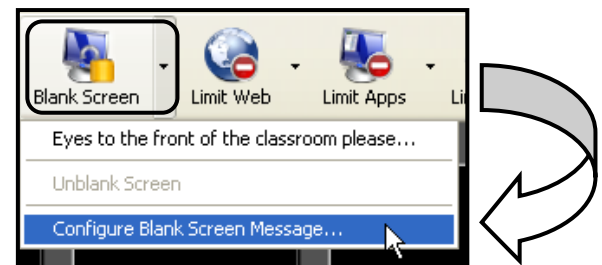 Blank Screen Limit Web Limit Apps Li
Eyes to the front of the classroom please...
Unblank Screen
Configure Blank Screen Message...